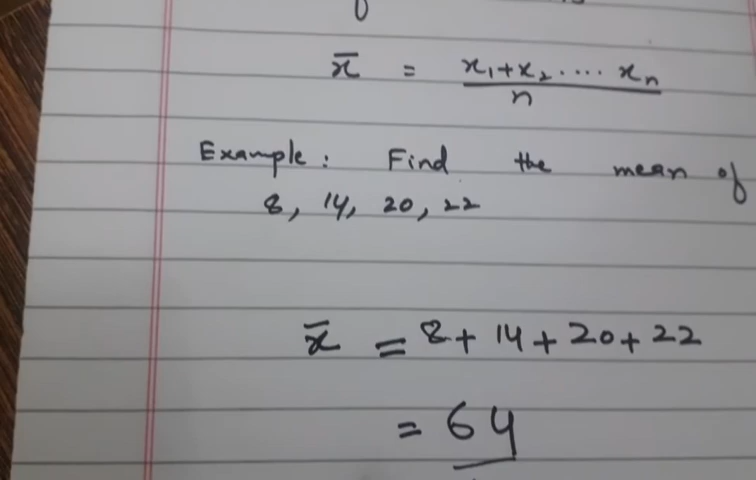 x̄ = x₁+x₂.... xₙ
n
Example: Find the mean of
8, 14, 20, 22
x̄ = 8+ 14+ 20+ 22
= 64